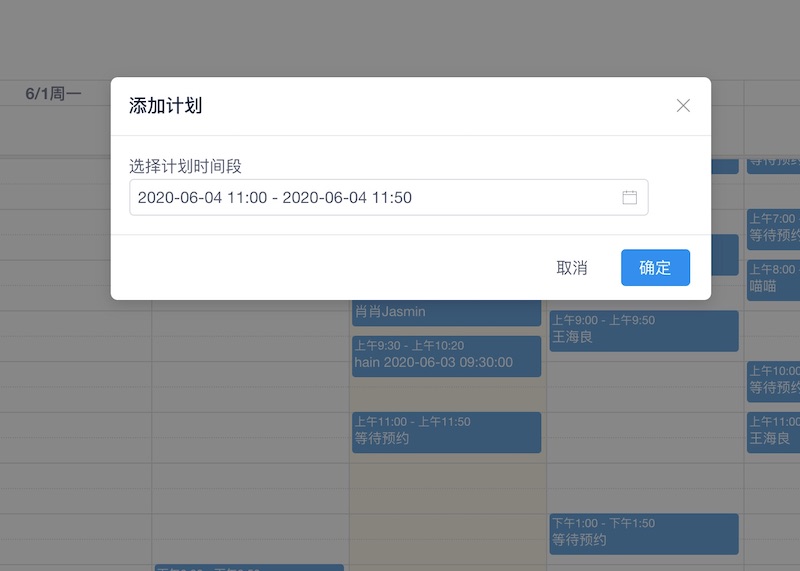 6/1周一
添加计划
选择计划时间段
2020-06-04 11:00 - 2020-06-04 11:50
取消
确定
肖肖Jasmin
上午9:30 - 上午10:20
hain 2020-06-03 09:30:00
上午11:00 - 上午11:50
等待预约
上午9:00 - 上午9:50
王海良
下午1:00 - 下午1:50
等待预约
等待预约
上午7:00 -
等待预约
上午8:00
喵喵
上午10:00
等待预约
上午11:00
王海良